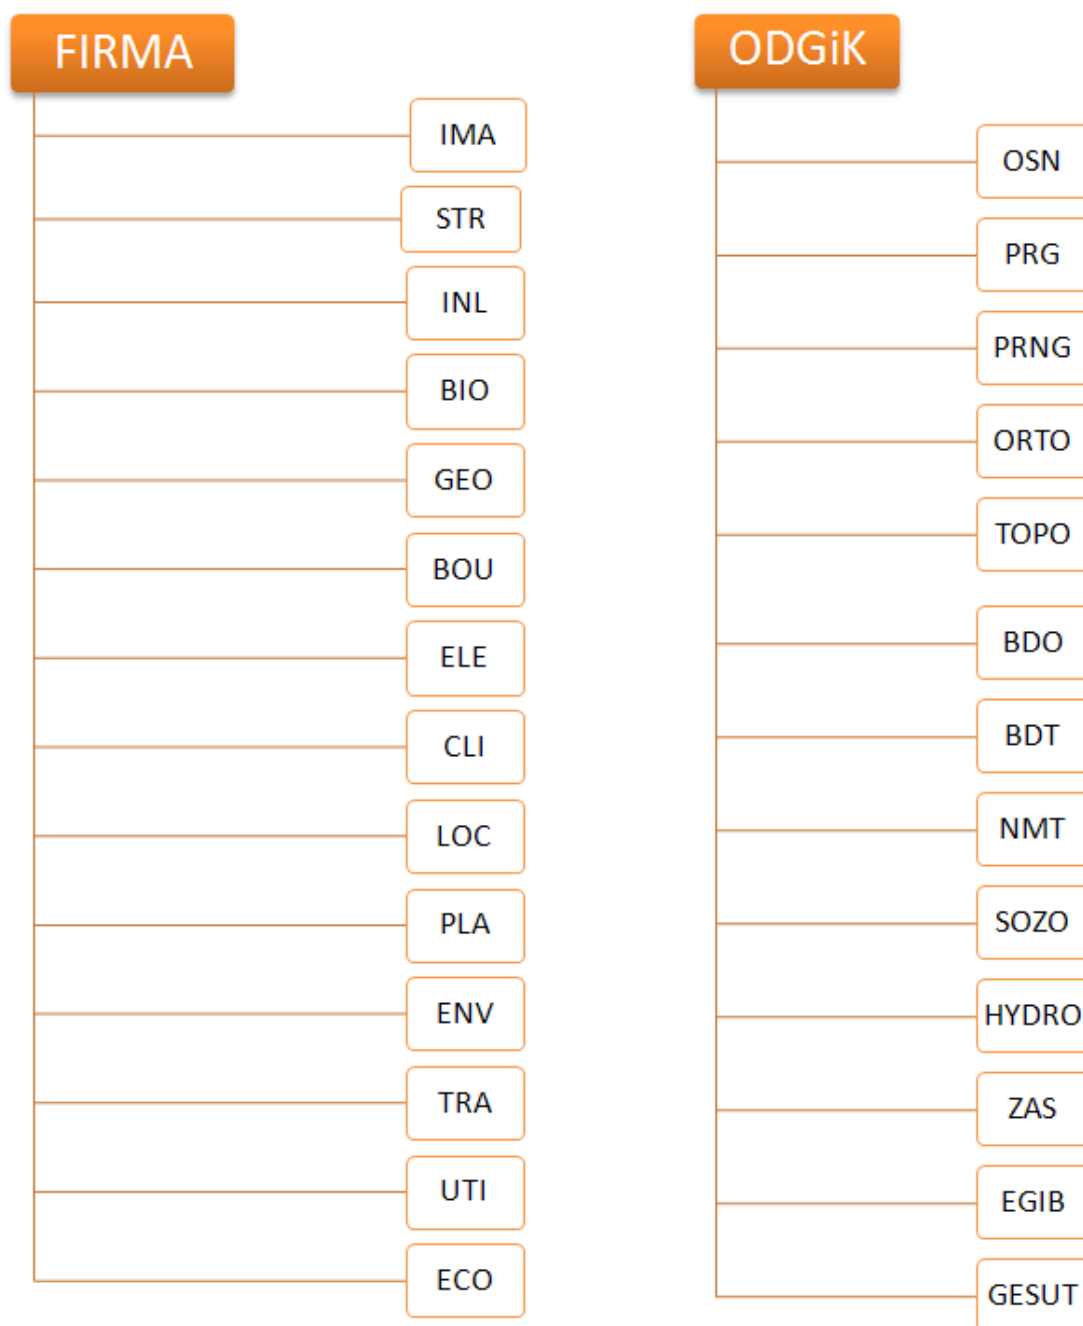 FIRMA
IMA
STR
INL
BIO
GEO
BOU
ELE
CLI
LOC
PLA
ENV
TRA
UTI
ECO
ODGiK
OSN
PRG
PRNG
ORTO
TOPO
BDO
BDT
NMT
SOZO
HYDRO
ZAS
EGIB
GESUT